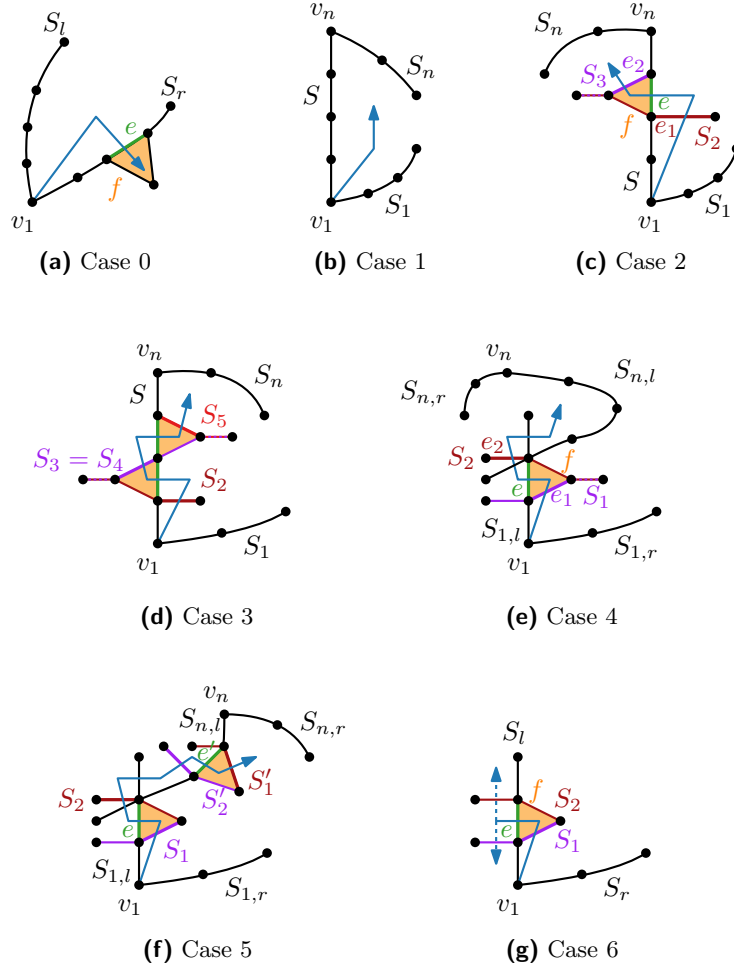 S_l
S_r
e
f
v_1
(a) Case 0
v_n
S_n
S
S_1
v_1
(b) Case 1
v_n
S_n
e_2
S_3
e
f
e_1
S_2
S
S_1
v_1
(c) Case 2
v_n
S
S_n
S_5
S_3 = S_4
S_2
S_1
v_1
(d) Case 3
v_n
S_{n,l}
S_{n,r}
e_2
S_2
f
e
e_1
S_1
S_{1,l}
S_{1,r}
v_1
(e) Case 4
v_n
S_{n,l}
S_{n,r}
e'
S'_1
S'_2
S_2
e
S_1
S_{1,l}
S_{1,r}
v_1
(f) Case 5
S_l
f
S_2
e
S_1
S_r
v_1
(g) Case 6